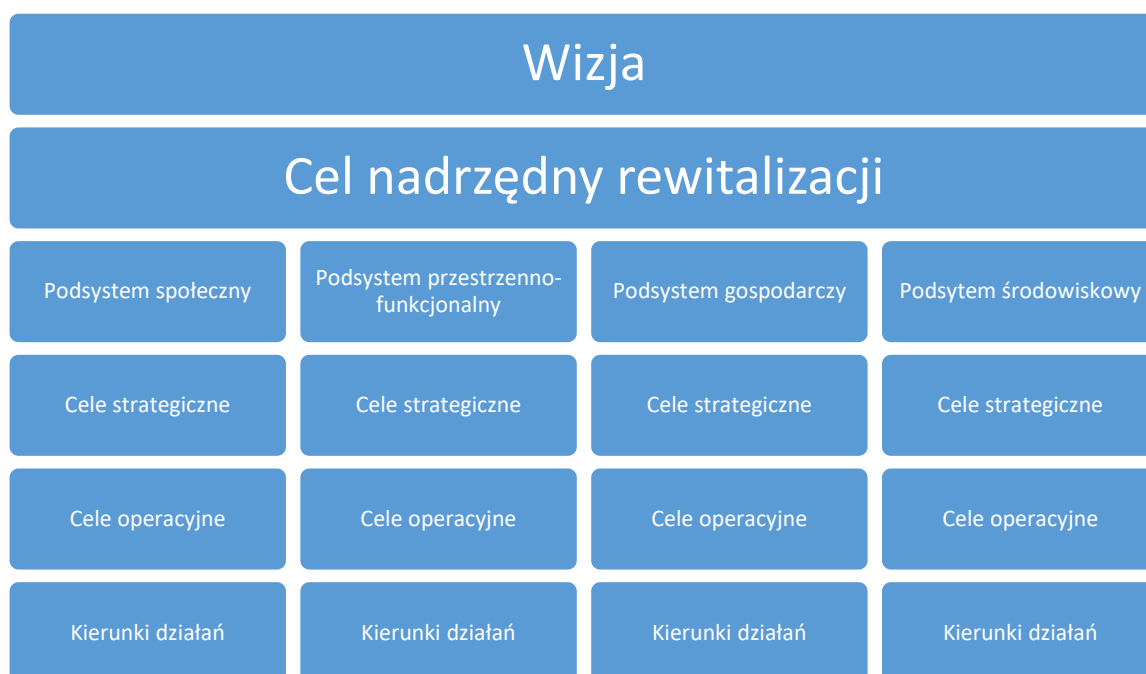 Wizja
Cel nadrzędny rewitalizacji
Podsystem społeczny
Podsystem przestrzenno-
funkcjonalny
Podsystem gospodarczy
Podsytem środowiskowy
Cele strategiczne
Cele strategiczne
Cele strategiczne
Cele strategiczne
Cele operacyjne
Cele operacyjne
Cele operacyjne
Cele operacyjne
Kierunki działań
Kierunki działań
Kierunki działań
Kierunki działań